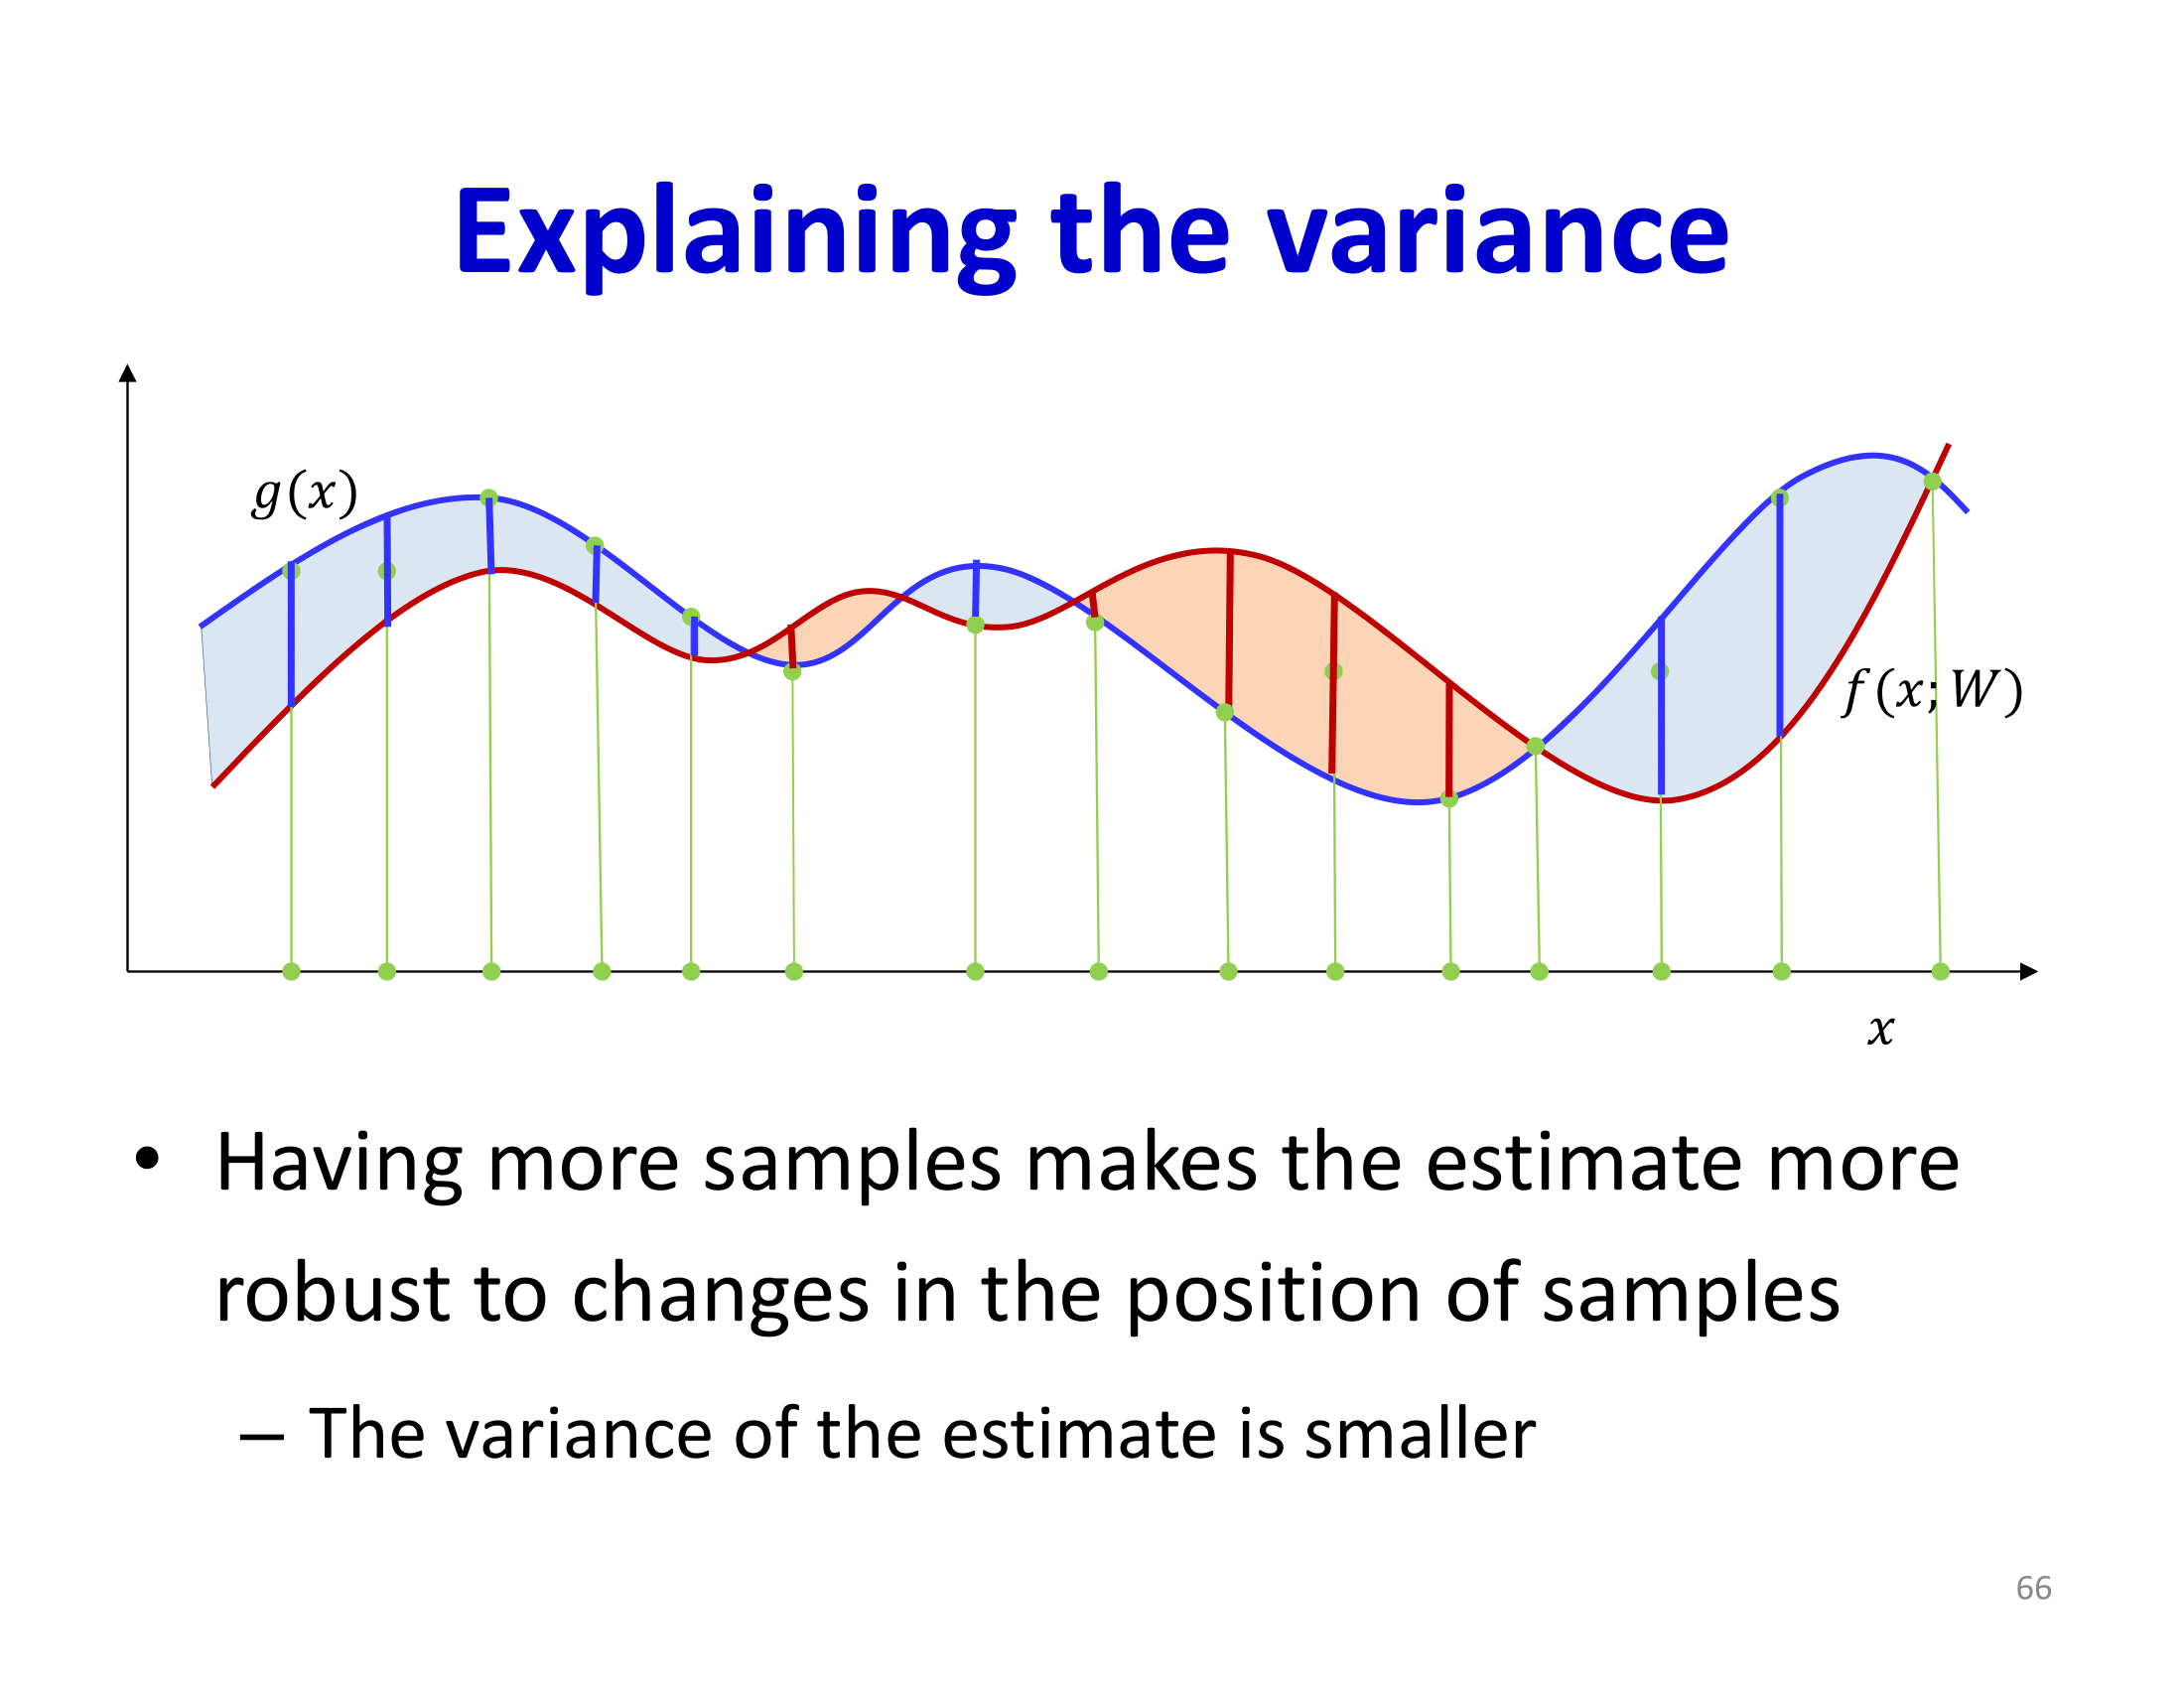 Explaining the variance
g(x)
f(x;W)
x
• Having more samples makes the estimate more
robust to changes in the position of samples
– The variance of the estimate is smaller
66